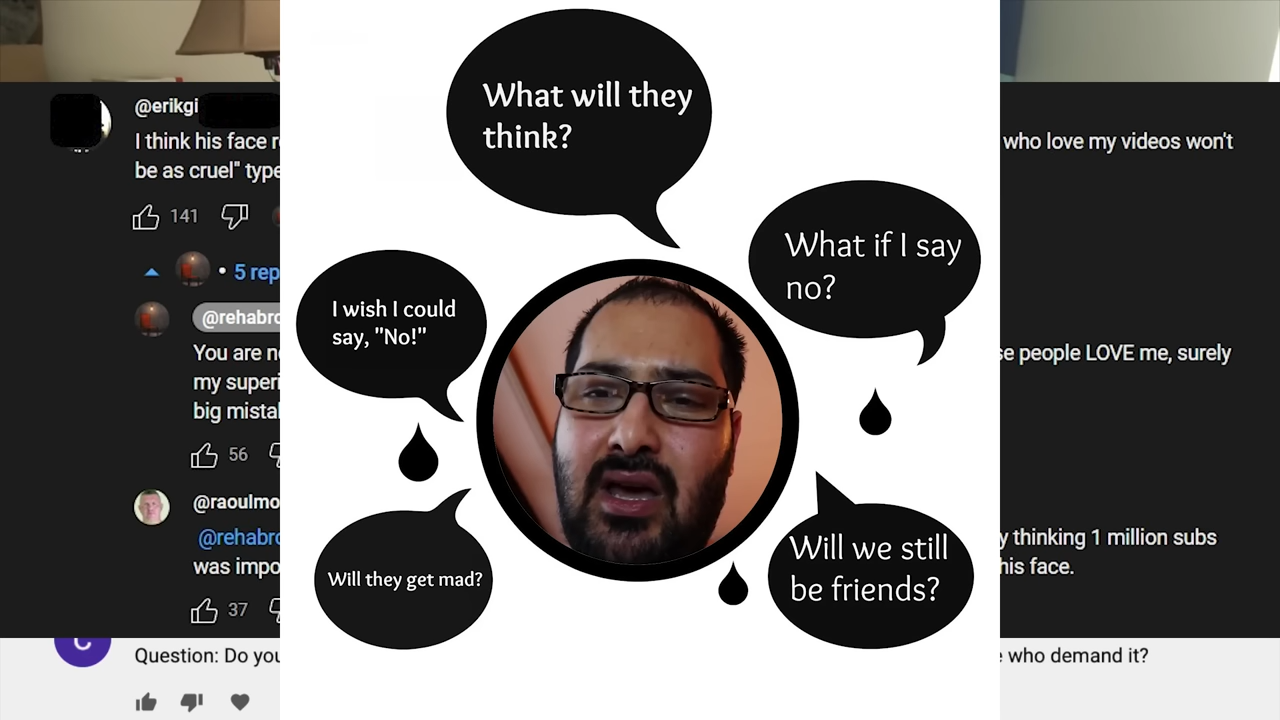 What will they
think?
What if I say
no?
I wish I could
say, "No!"
Will they get mad?
Will we still
be friends?
@erikgi
I think his face
who love my videos won't
be as cruel" type
141
• 5 rep
@rehabro
You are
se people LOVE me, surely
my superi
big mista
56
@raoulmo
@rehabro
y thinking 1 million subs
was impo
his face.
37
C
Question: Do you
who demand it?